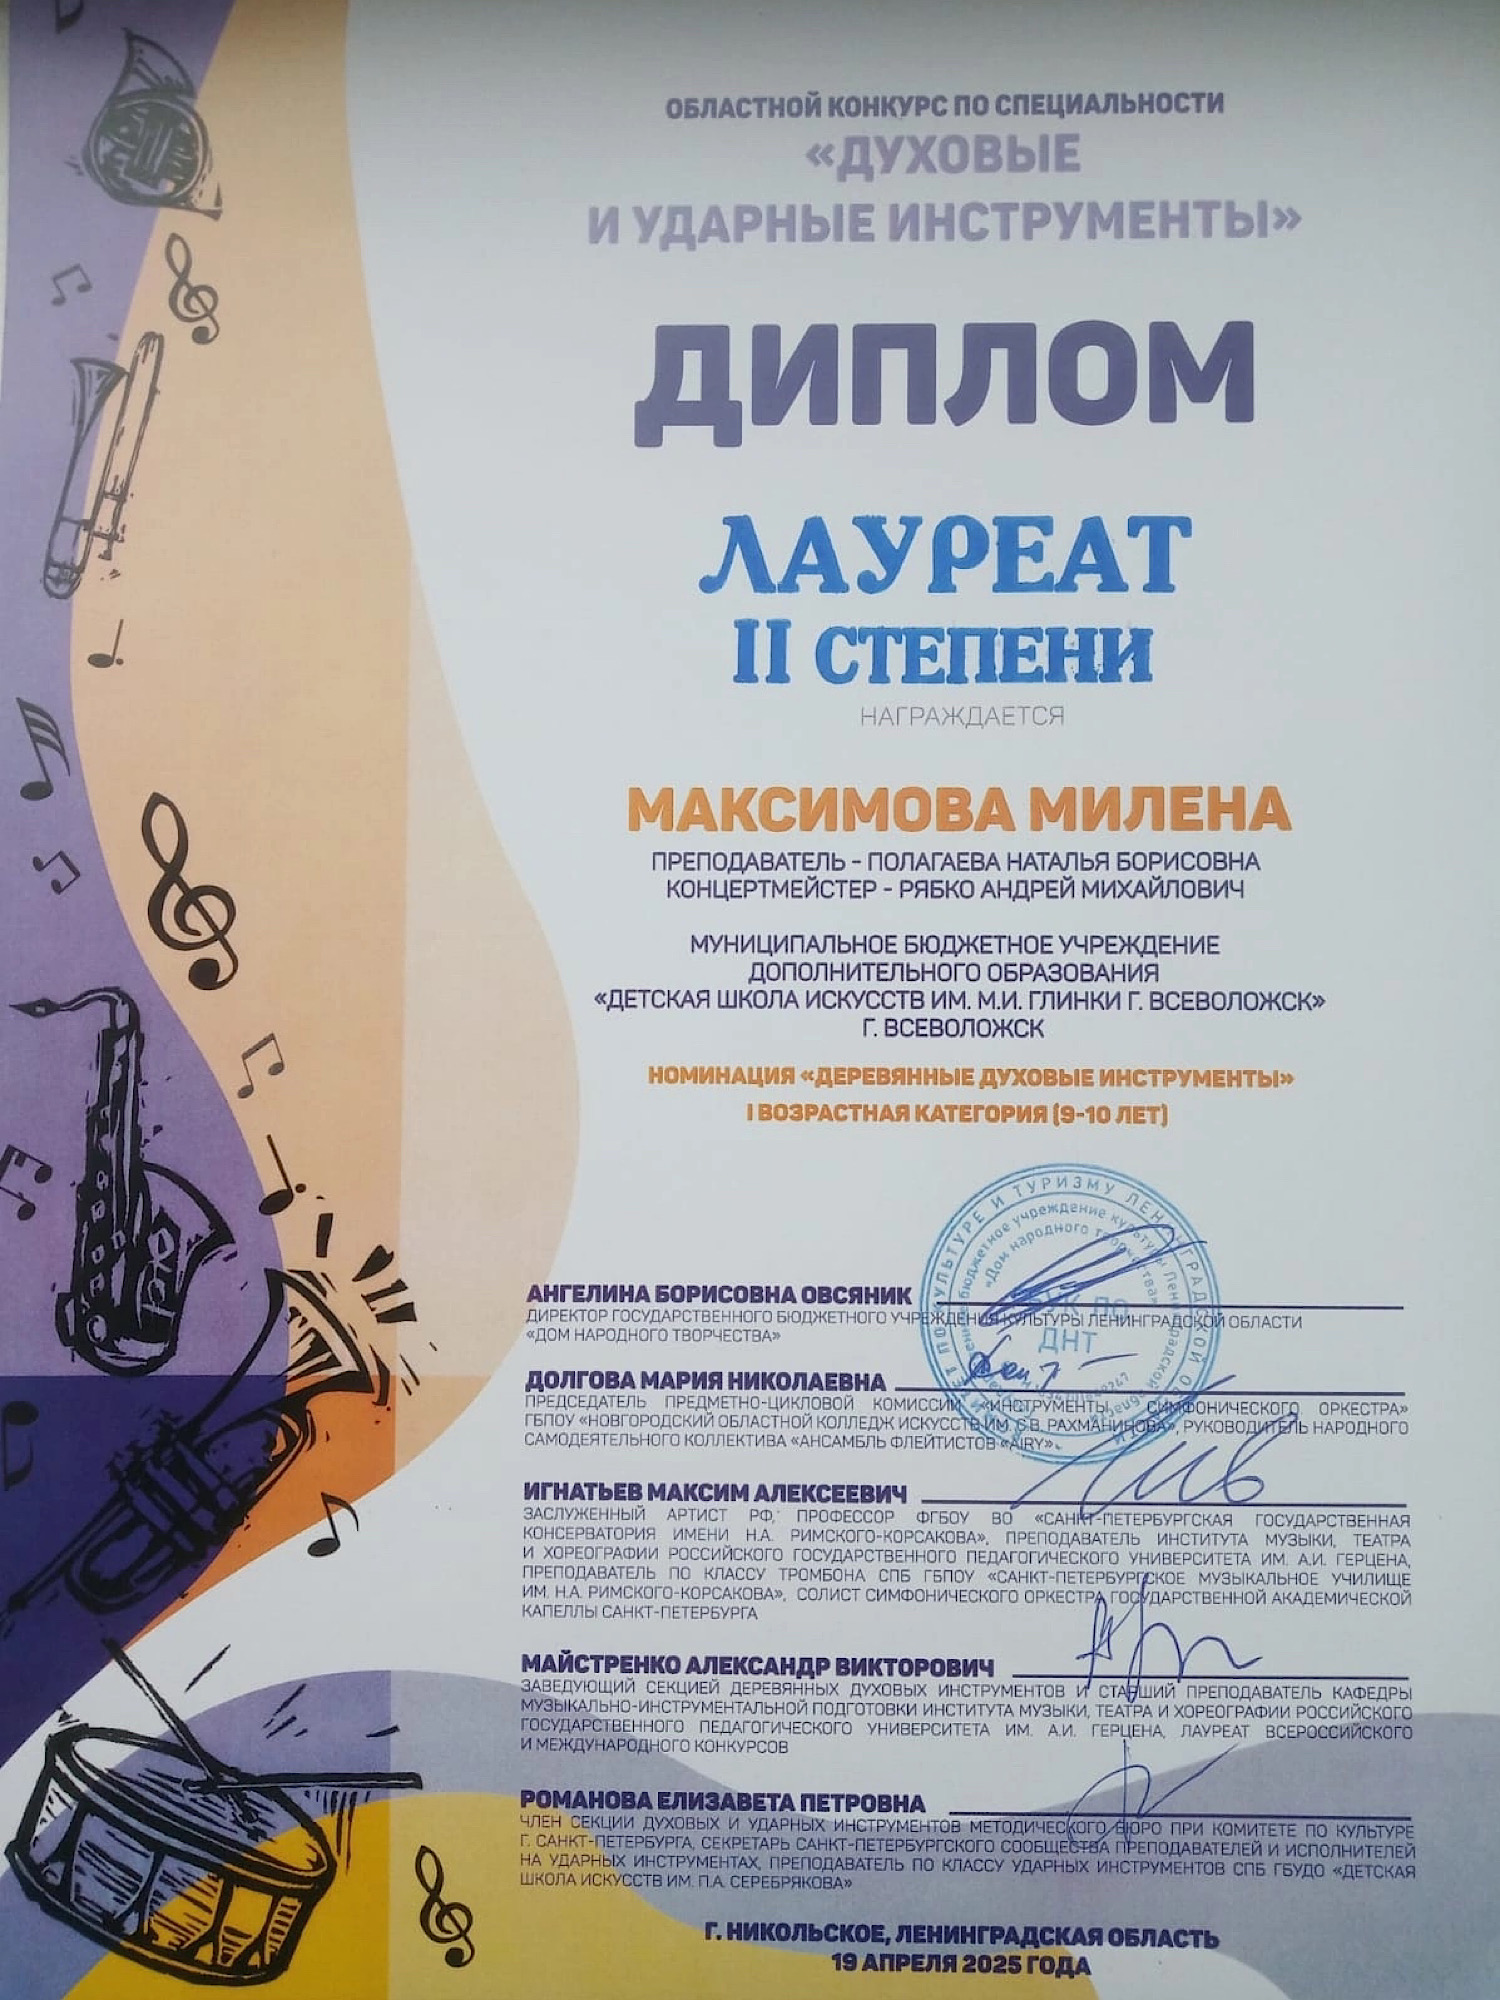 ОБЛАСТНОЙ КОНКУРС ПО СПЕЦИАЛЬНОСТИ
«ДУХОВЫЕ
И УДАРНЫЕ ИНСТРУМЕНТЫ»
ДИПЛОМ
ЛАУРЕАТ
II СТЕПЕНИ
НАГРАЖДАЕТСЯ
МАКСИМОВА МИЛЕНА
ПРЕПОДАВАТЕЛЬ - ПОЛАГАЕВА НАТАЛЬЯ БОРИСОВНА
КОНЦЕРТМЕЙСТЕР - РЯБКО АНДРЕЙ МИХАЙЛОВИЧ
МУНИЦИПАЛЬНОЕ БЮДЖЕТНОЕ УЧРЕЖДЕНИЕ
ДОПОЛНИТЕЛЬНОГО ОБРАЗОВАНИЯ
«ДЕТСКАЯ ШКОЛА ИСКУССТВ ИМ. М.И. ГЛИНКИ Г. ВСЕВОЛОЖСК»
Г. ВСЕВОЛОЖСК
НОМИНАЦИЯ «ДЕРЕВЯННЫЕ ДУХОВЫЕ ИНСТРУМЕНТЫ»
I ВОЗРАСТНАЯ КАТЕГОРИЯ (9-10 ЛЕТ)
КУЛЬТУРЕ И ТУРИЗМУ ЛЕНИНГРАДСКОЙ
бюджетное учреждение культуры
«Дом народного творчества»
ДНТ
АНГЕЛИНА БОРИСОВНА ОВСЯНИК
ДИРЕКТОР ГОСУДАРСТВЕННОГО БЮДЖЕТНОГО УЧРЕЖДЕНИЯ КУЛЬТУРЫ ЛЕНИНГРАДСКОЙ ОБЛАСТИ
«ДОМ НАРОДНОГО ТВОРЧЕСТВА»
ДОЛГОВА МАРИЯ НИКОЛАЕВНА
ПРЕДСЕДАТЕЛЬ ПРЕДМЕТНО-ЦИКЛОВОЙ КОМИССИИ «ИНСТРУМЕНТЫ СИМФОНИЧЕСКОГО ОРКЕСТРА»
ГБПОУ «НОВГОРОДСКИЙ ОБЛАСТНОЙ КОЛЛЕДЖ ИСКУССТВ ИМ. С.В. РАХМАНИНОВА», РУКОВОДИТЕЛЬ НАРОДНОГО
САМОДЕЯТЕЛЬНОГО КОЛЛЕКТИВА «АНСАМБЛЬ ФЛЕЙТИСТОВ «AIRY»
ИГНАТЬЕВ МАКСИМ АЛЕКСЕЕВИЧ
ЗАСЛУЖЕННЫЙ АРТИСТ РФ, ПРОФЕССОР ФГБОУ ВО «САНКТ-ПЕТЕРБУРГСКАЯ ГОСУДАРСТВЕННАЯ
КОНСЕРВАТОРИЯ ИМЕНИ Н.А. РИМСКОГО-КОРСАКОВА», ПРЕПОДАВАТЕЛЬ ИНСТИТУТА МУЗЫКИ, ТЕАТРА
И ХОРЕОГРАФИИ РОССИЙСКОГО ГОСУДАРСТВЕННОГО ПЕДАГОГИЧЕСКОГО УНИВЕРСИТЕТА ИМ. А.И. ГЕРЦЕНА,
ПРЕПОДАВАТЕЛЬ ПО КЛАССУ ТРОМБОНА СПБ ГБПОУ «САНКТ-ПЕТЕРБУРГСКОЕ МУЗЫКАЛЬНОЕ УЧИЛИЩЕ
ИМ. Н.А. РИМСКОГО-КОРСАКОВА», СОЛИСТ СИМФОНИЧЕСКОГО ОРКЕСТРА ГОСУДАРСТВЕННОЙ АКАДЕМИЧЕСКОЙ
КАПЕЛЛЫ САНКТ-ПЕТЕРБУРГА
МАЙСТРЕНКО АЛЕКСАНДР ВИКТОРОВИЧ
ЗАВЕДУЮЩИЙ СЕКЦИЕЙ ДЕРЕВЯННЫХ ДУХОВЫХ ИНСТРУМЕНТОВ И СТАРШИЙ ПРЕПОДАВАТЕЛЬ КАФЕДРЫ
МУЗЫКАЛЬНО-ИНСТРУМЕНТАЛЬНОЙ ПОДГОТОВКИ ИНСТИТУТА МУЗЫКИ, ТЕАТРА И ХОРЕОГРАФИИ РОССИЙСКОГО
ГОСУДАРСТВЕННОГО ПЕДАГОГИЧЕСКОГО УНИВЕРСИТЕТА ИМ. А.И. ГЕРЦЕНА, ЛАУРЕАТ ВСЕРОССИЙСКОГО
И МЕЖДУНАРОДНОГО КОНКУРСОВ
РОМАНОВА ЕЛИЗАВЕТА ПЕТРОВНА
ЧЛЕН СЕКЦИИ ДУХОВЫХ И УДАРНЫХ ИНСТРУМЕНТОВ МЕТОДИЧЕСКОГО БЮРО ПРИ КОМИТЕТЕ ПО КУЛЬТУРЕ
Г. САНКТ-ПЕТЕРБУРГА, СЕКРЕТАРЬ САНКТ-ПЕТЕРБУРГСКОГО СООБЩЕСТВА ПРЕПОДАВАТЕЛЕЙ И ИСПОЛНИТЕЛЕЙ
НА УДАРНЫХ ИНСТРУМЕНТАХ, ПРЕПОДАВАТЕЛЬ ПО КЛАССУ УДАРНЫХ ИНСТРУМЕНТОВ СПБ ГБУДО «ДЕТСКАЯ
ШКОЛА ИСКУССТВ ИМ. П.А. СЕРЕБРЯКОВА»
Г. НИКОЛЬСКОЕ, ЛЕНИНГРАДСКАЯ ОБЛАСТЬ
19 АПРЕЛЯ 2025 ГОДА